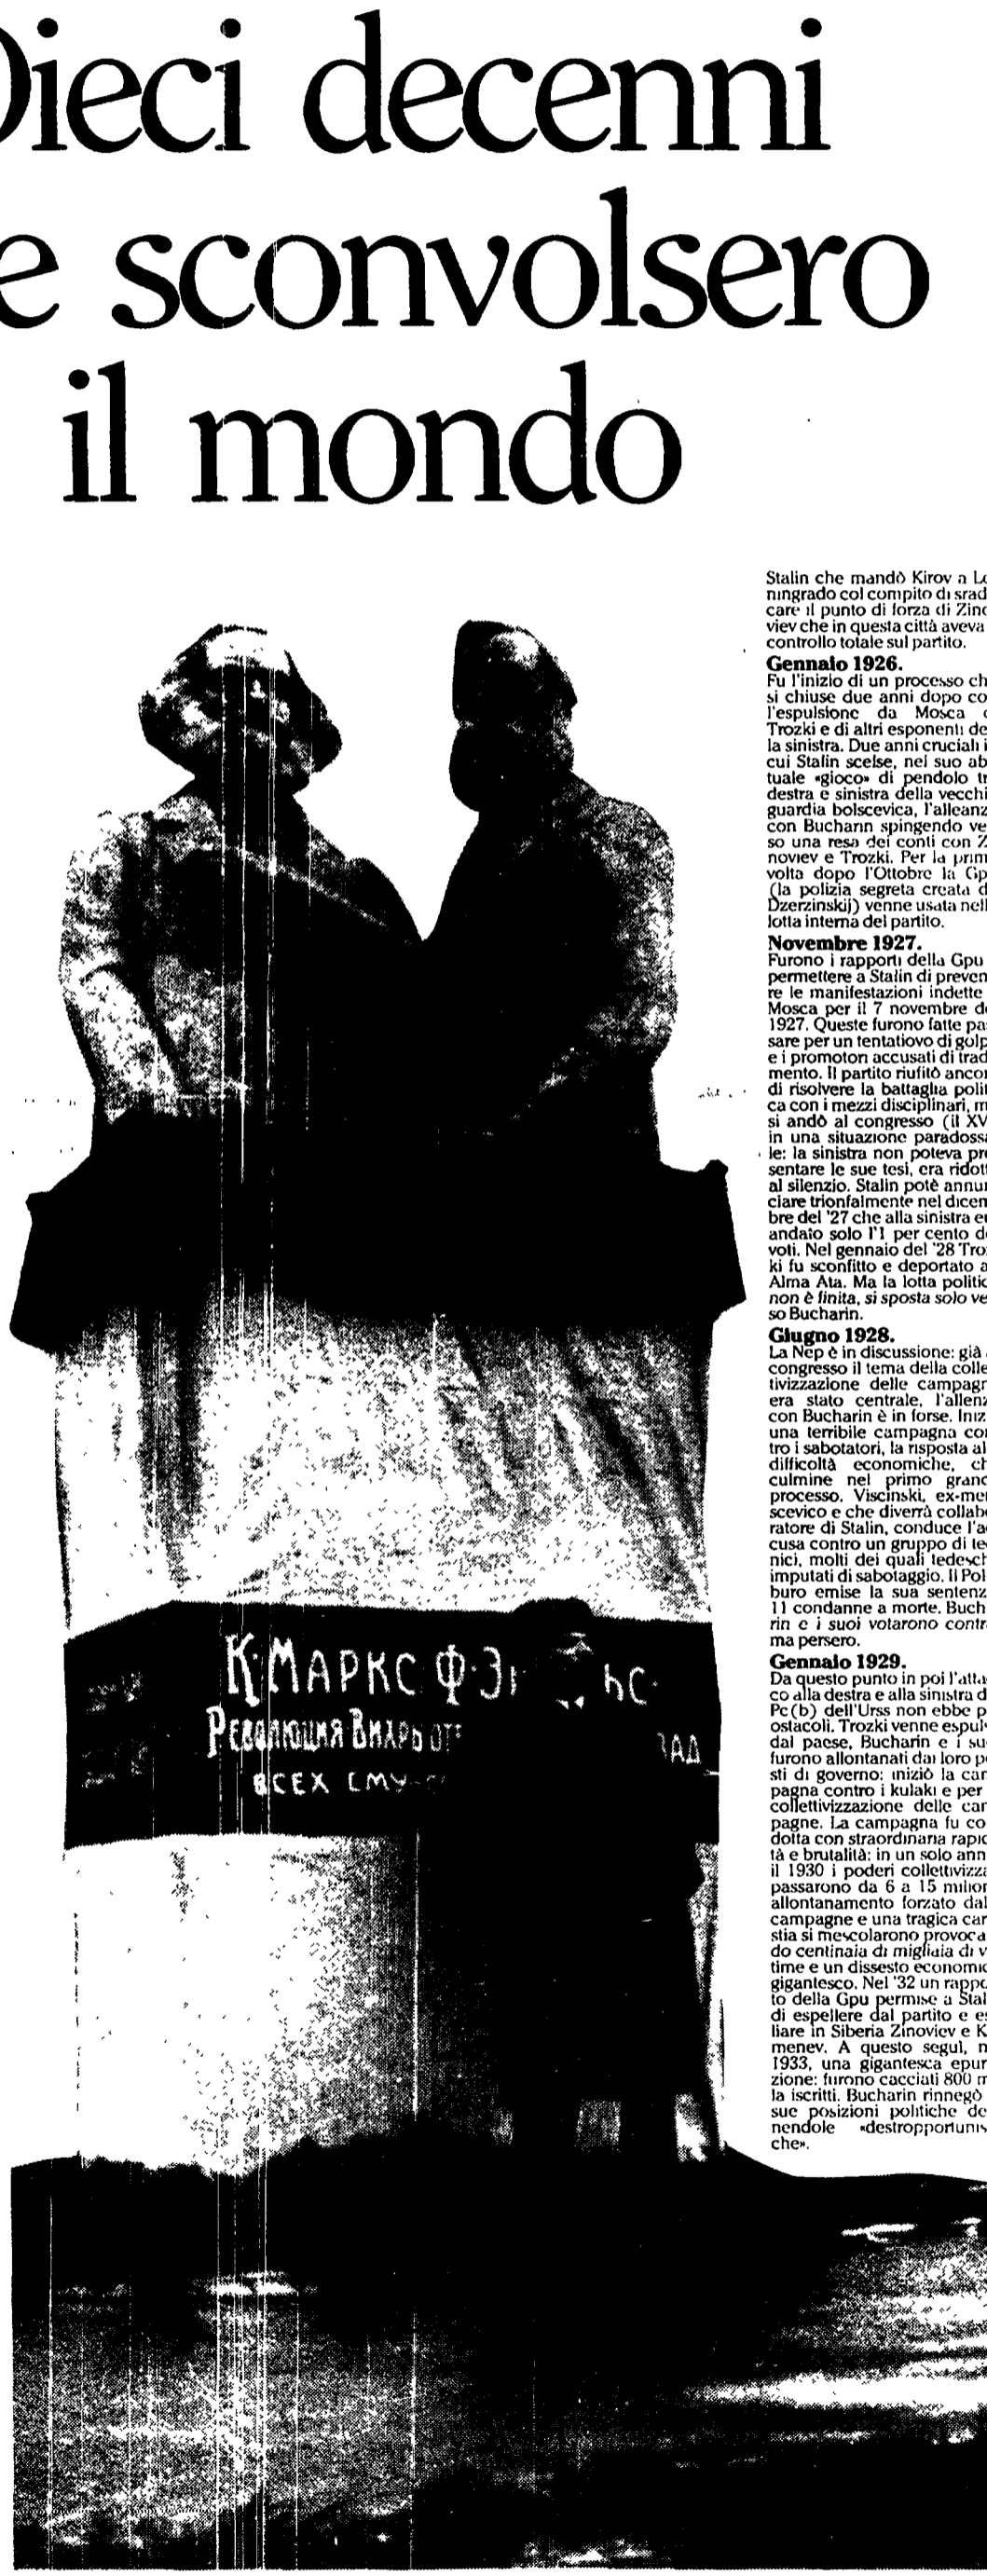 Dieci decenni
e sconvolsero
il mondo
К·МАРКС Ф·Э ЬС·
РЕВОЛЮЦИЯ ВИХРЬ ОТ ЗАД
ВСЕХ ЕМУ
Stalin che mandò Kirov a Le
ningrado col compito di srad
care il punto di forza di Zino
viev che in questa città aveva
controllo totale sul partito.
Gennaio 1926.
Fu l'inizio di un processo ch
si chiuse due anni dopo co
l'espulsione da Mosca d
Trozki e di altri esponenti de
la sinistra. Due anni cruciali i
cui Stalin scelse, nel suo ab
tuale «gioco» di pendolo tr
destra e sinistra della vecchi
guardia bolscevica, l'alleanz
con Bucharin spingendo ve
so una resa dei conti con Z
noviev e Trozki. Per la prim
volta dopo l'Ottobre la Gp
(la polizia segreta creata d
Dzerzinskij) venne usata nell
lotta interna del partito.
Novembre 1927.
Furono i rapporti della Gpu
permettere a Stalin di preven
re le manifestazioni indette
Mosca per il 7 novembre de
1927. Queste furono fatte pa
sare per un tentatiovo di golp
e i promotori accusati di trad
mento. Il partito riufitò ancor
di risolvere la battaglia polit
ca con i mezzi disciplinari, m
si andò al congresso (il XV
in una situazione paradossa
le: la sinistra non poteva pre
sentare le sue tesi, era ridott
al silenzio. Stalin potè annun
ciare trionfalmente nel dicem
bre del '27 che alla sinistra er
andato solo l'1 per cento de
voti. Nel gennaio del '28 Troz
ki fu sconfitto e deportato a
Alma Ata. Ma la lotta politic
non è finita, si sposta solo ve
so Bucharin.
Giugno 1928.
La Nep è in discussione: già a
congresso il tema della colle
tivizzazione delle campagn
era stato centrale, l'allenz
con Bucharin è in forse. Iniz
una terribile campagna con
tro i sabotatori, la risposta al
difficoltà economiche, ch
culmine nel primo grand
processo. Viscinski, ex-men
scevico e che diverrà collabo
ratore di Stalin, conduce l'ac
cusa contro un gruppo di tec
nici, molti dei quali tedesch
imputati di sabotaggio. Il Pol
buro emise la sua sentenz
11 condanne a morte. Buch
rin e i suoi votarono contr
ma persero.
Gennaio 1929.
Da questo punto in poi l'atta
co alla destra e alla sinistra d
Pc(b) dell'Urss non ebbe p
ostacoli. Trozki venne espul
dal paese, Bucharin e i su
furono allontanati dai loro p
sti di governo: iniziò la cam
pagna contro i kulaki e per
collettivizzazione delle cam
pagne. La campagna fu co
dotta con straordinaria rapid
tà e brutalità: in un solo ann
il 1930 i poderi collettivizza
passarono da 6 a 15 milion
allontanamento forzato dal
campagne e una tragica car
stia si mescolarono provoca
do centinaia di migliaia di v
time e un dissesto economic
gigantesco. Nel '32 un rappo
to della Gpu permise a Stal
di espellere dal partito e es
liare in Siberia Zinoviev e K
menev. A questo seguì, n
1933, una gigantesca epur
zione: furono cacciati 800 m
la iscritti. Bucharin rinnegò
sue posizioni politiche de
nendole «destropportunis
che».